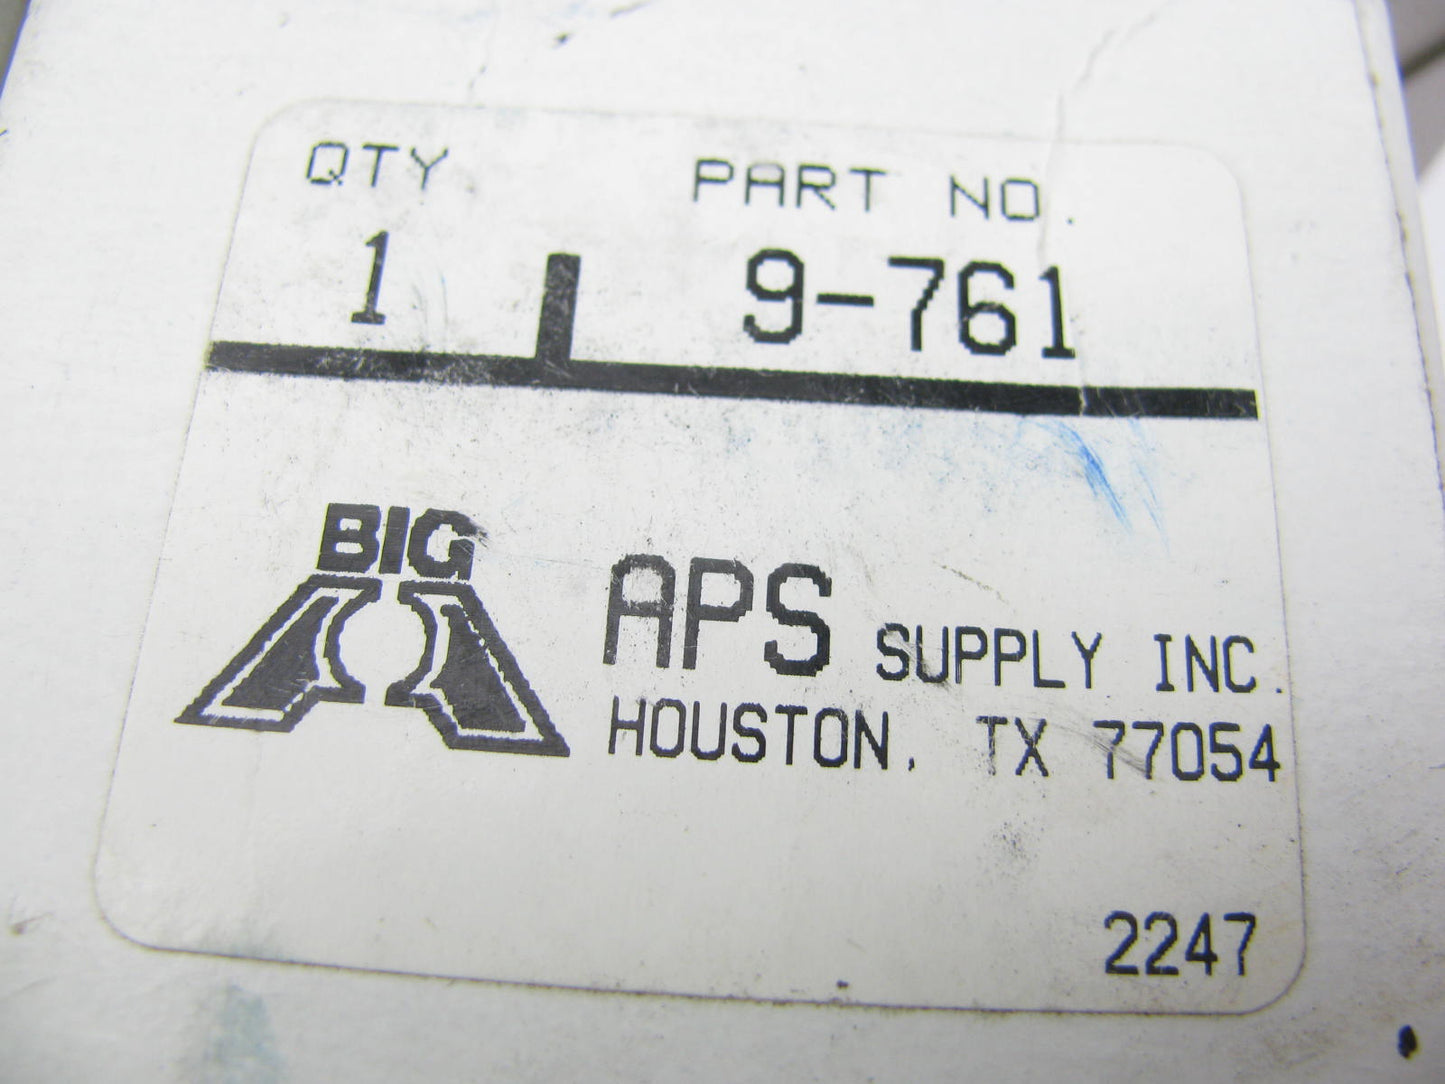 QTY PART NO.
1 9-761
BIG
APS SUPPLY INC.
HOUSTON, TX 77054
2247